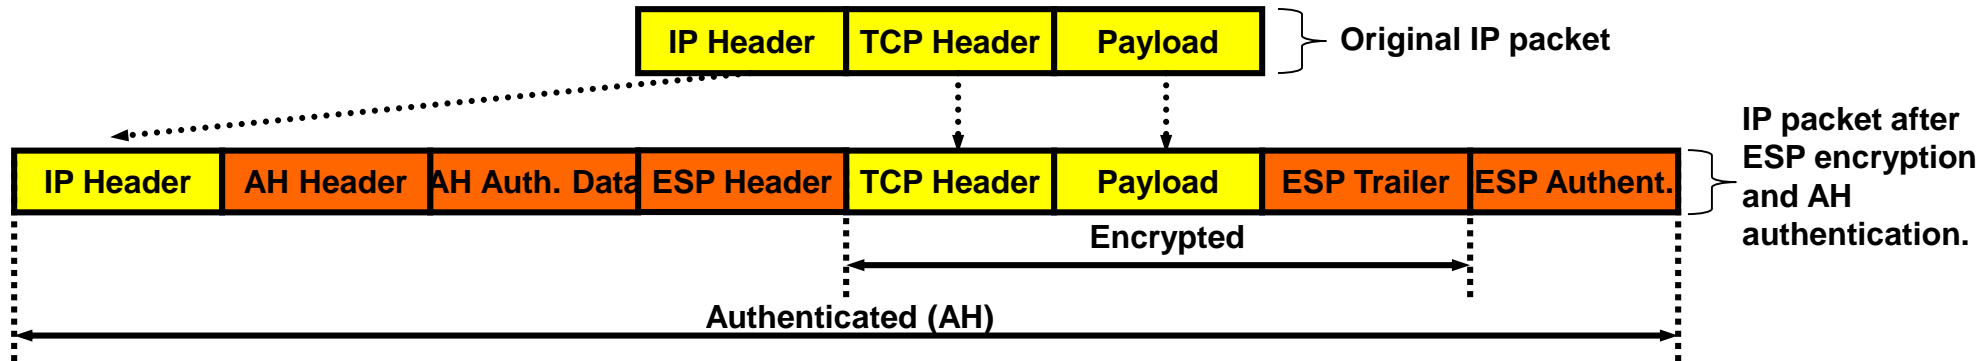 IP Header TCP Header Payload Original IP packet
IP packet after
ESP encryption
and AH
authentication.
IP Header AH Header AH Auth. Data ESP Header TCP Header Payload ESP Trailer ESP Authent.
Encrypted
Authenticated (AH)